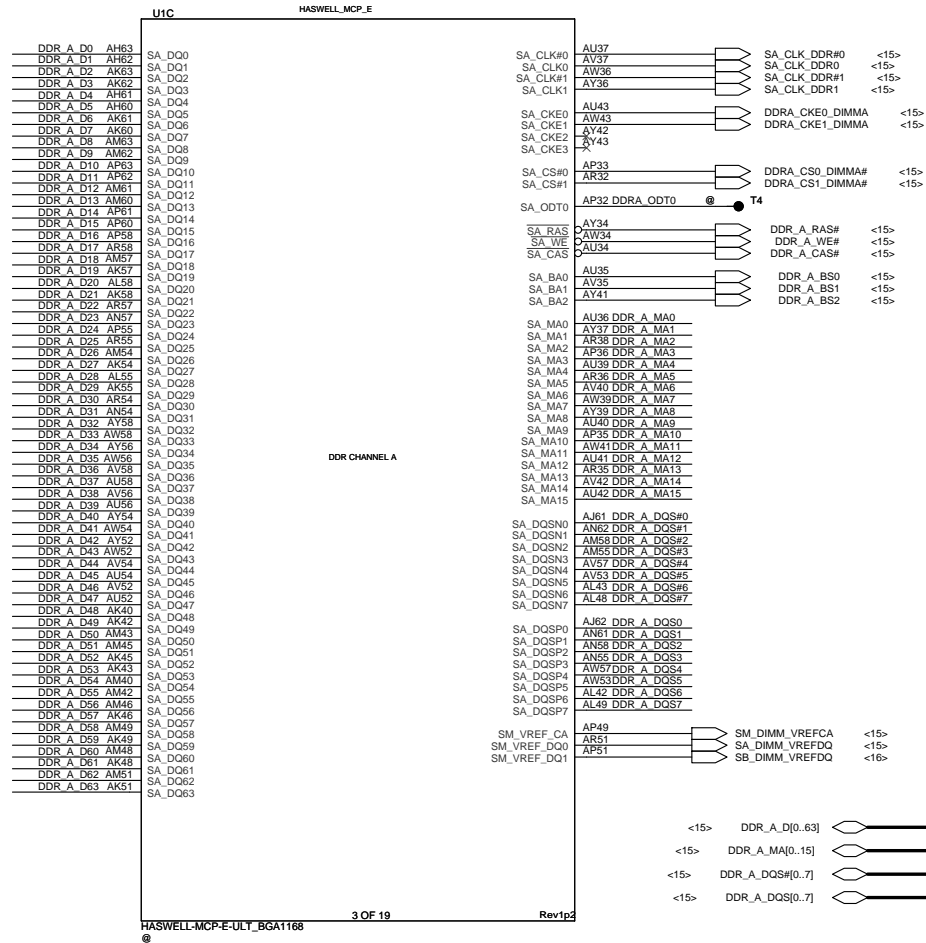 HASWELL_MCP_E
U1C
DDR_A_D0 AH63 SA_DQ0
DDR_A_D1 AH62 SA_DQ1
DDR_A_D2 AK63 SA_DQ2
DDR_A_D3 AK62 SA_DQ3
DDR_A_D4 AH61 SA_DQ4
DDR_A_D5 AH60 SA_DQ5
DDR_A_D6 AK61 SA_DQ6
DDR_A_D7 AK60 SA_DQ7
DDR_A_D8 AM63 SA_DQ8
DDR_A_D9 AM62 SA_DQ9
DDR_A_D10 AP63 SA_DQ10
DDR_A_D11 AP62 SA_DQ11
DDR_A_D12 AM61 SA_DQ12
DDR_A_D13 AM60 SA_DQ13
DDR_A_D14 AP61 SA_DQ14
DDR_A_D15 AP60 SA_DQ15
DDR_A_D16 AP58 SA_DQ16
DDR_A_D17 AR58 SA_DQ17
DDR_A_D18 AM57 SA_DQ18
DDR_A_D19 AK57 SA_DQ19
DDR_A_D20 AL58 SA_DQ20
DDR_A_D21 AK58 SA_DQ21
DDR_A_D22 AR57 SA_DQ22
DDR_A_D23 AN57 SA_DQ23
DDR_A_D24 AP55 SA_DQ24
DDR_A_D25 AR55 SA_DQ25
DDR_A_D26 AM54 SA_DQ26
DDR_A_D27 AK54 SA_DQ27
DDR_A_D28 AL55 SA_DQ28
DDR_A_D29 AK55 SA_DQ29
DDR_A_D30 AR54 SA_DQ30
DDR_A_D31 AN54 SA_DQ31
DDR_A_D32 AY58 SA_DQ32
DDR_A_D33 AW58 SA_DQ33
DDR_A_D34 AY56 SA_DQ34
DDR_A_D35 AW56 SA_DQ35
DDR_A_D36 AV58 SA_DQ36
DDR_A_D37 AU58 SA_DQ37
DDR_A_D38 AV56 SA_DQ38
DDR_A_D39 AU56 SA_DQ39
DDR_A_D40 AY54 SA_DQ40
DDR_A_D41 AW54 SA_DQ41
DDR_A_D42 AY52 SA_DQ42
DDR_A_D43 AW52 SA_DQ43
DDR_A_D44 AV54 SA_DQ44
DDR_A_D45 AU54 SA_DQ45
DDR_A_D46 AV52 SA_DQ46
DDR_A_D47 AU52 SA_DQ47
DDR_A_D48 AK40 SA_DQ48
DDR_A_D49 AK42 SA_DQ49
DDR_A_D50 AM43 SA_DQ50
DDR_A_D51 AM45 SA_DQ51
DDR_A_D52 AK45 SA_DQ52
DDR_A_D53 AK43 SA_DQ53
DDR_A_D54 AM40 SA_DQ54
DDR_A_D55 AM42 SA_DQ55
DDR_A_D56 AM46 SA_DQ56
DDR_A_D57 AK46 SA_DQ57
DDR_A_D58 AM49 SA_DQ58
DDR_A_D59 AK49 SA_DQ59
DDR_A_D60 AM48 SA_DQ60
DDR_A_D61 AK48 SA_DQ61
DDR_A_D62 AM51 SA_DQ62
DDR_A_D63 AK51 SA_DQ63
DDR CHANNEL A
SA_CLK#0 AU37 SA_CLK_DDR#0 <15>
SA_CLK0 AV37 SA_CLK_DDR0 <15>
SA_CLK#1 AW36 SA_CLK_DDR#1 <15>
SA_CLK1 AY36 SA_CLK_DDR1 <15>
SA_CKE0 AU43 DDRA_CKE0_DIMMA <15>
SA_CKE1 AW43 DDRA_CKE1_DIMMA <15>
SA_CKE2 AY42
SA_CKE3 AY43
SA_CS#0 AP33 DDRA_CS0_DIMMA# <15>
SA_CS#1 AR32 DDRA_CS1_DIMMA# <15>
SA_ODT0 AP32 DDRA_ODT0 @ T4
SA_RAS AY34 DDR_A_RAS# <15>
SA_WE AW34 DDR_A_WE# <15>
SA_CAS AU34 DDR_A_CAS# <15>
SA_BA0 AU35 DDR_A_BS0 <15>
SA_BA1 AV35 DDR_A_BS1 <15>
SA_BA2 AY41 DDR_A_BS2 <15>
SA_MA0 AU36 DDR_A_MA0
SA_MA1 AY37 DDR_A_MA1
SA_MA2 AR38 DDR_A_MA2
SA_MA3 AP36 DDR_A_MA3
SA_MA4 AU39 DDR_A_MA4
SA_MA5 AR36 DDR_A_MA5
SA_MA6 AV40 DDR_A_MA6
SA_MA7 AW39 DDR_A_MA7
SA_MA8 AY39 DDR_A_MA8
SA_MA9 AU40 DDR_A_MA9
SA_MA10 AP35 DDR_A_MA10
SA_MA11 AW41 DDR_A_MA11
SA_MA12 AU41 DDR_A_MA12
SA_MA13 AR35 DDR_A_MA13
SA_MA14 AV42 DDR_A_MA14
SA_MA15 AU42 DDR_A_MA15
SA_DQSN0 AJ61 DDR_A_DQS#0
SA_DQSN1 AN62 DDR_A_DQS#1
SA_DQSN2 AM58 DDR_A_DQS#2
SA_DQSN3 AM55 DDR_A_DQS#3
SA_DQSN4 AV57 DDR_A_DQS#4
SA_DQSN5 AV53 DDR_A_DQS#5
SA_DQSN6 AL43 DDR_A_DQS#6
SA_DQSN7 AL48 DDR_A_DQS#7
SA_DQSP0 AJ62 DDR_A_DQS0
SA_DQSP1 AN61 DDR_A_DQS1
SA_DQSP2 AN58 DDR_A_DQS2
SA_DQSP3 AN55 DDR_A_DQS3
SA_DQSP4 AW57 DDR_A_DQS4
SA_DQSP5 AW53 DDR_A_DQS5
SA_DQSP6 AL42 DDR_A_DQS6
SA_DQSP7 AL49 DDR_A_DQS7
SM_VREF_CA AP49 SM_DIMM_VREFCA <15>
SM_VREF_DQ0 AR51 SA_DIMM_VREFDQ <15>
SM_VREF_DQ1 AP51 SB_DIMM_VREFDQ <16>
<15> DDR_A_D[0..63]
<15> DDR_A_MA[0..15]
<15> DDR_A_DQS#[0..7]
<15> DDR_A_DQS[0..7]
3 OF 19
Rev1p2
HASWELL-MCP-E-ULT_BGA1168
@